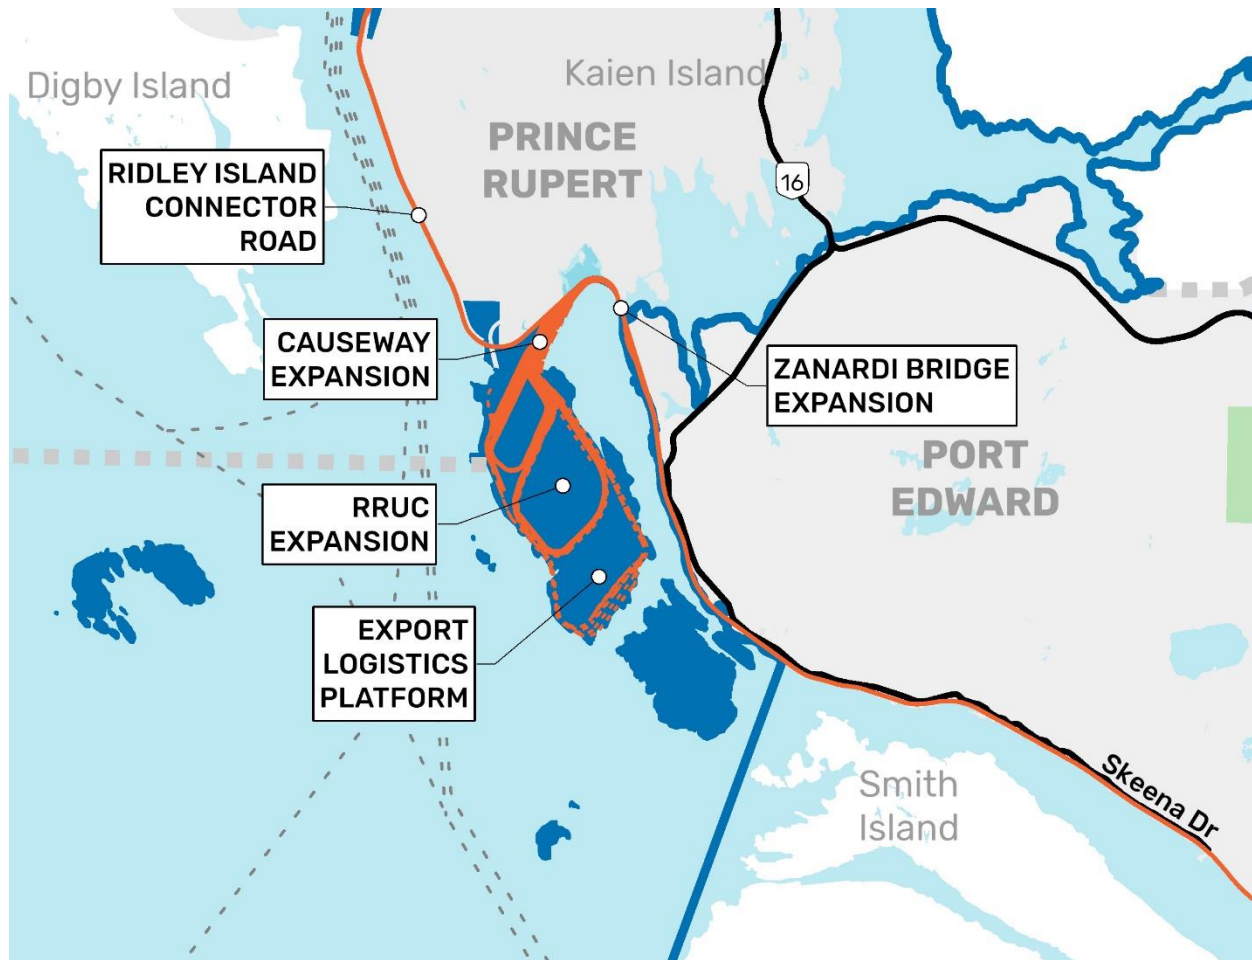 Digby Island
Kaien Island
PRINCE
RUPERT
16
RIDLEY ISLAND
CONNECTOR
ROAD
CAUSEWAY
EXPANSION
ZANARDI BRIDGE
EXPANSION
PORT
EDWARD
RRUC
EXPANSION
EXPORT
LOGISTICS
PLATFORM
Smith
Island
Skeena Dr